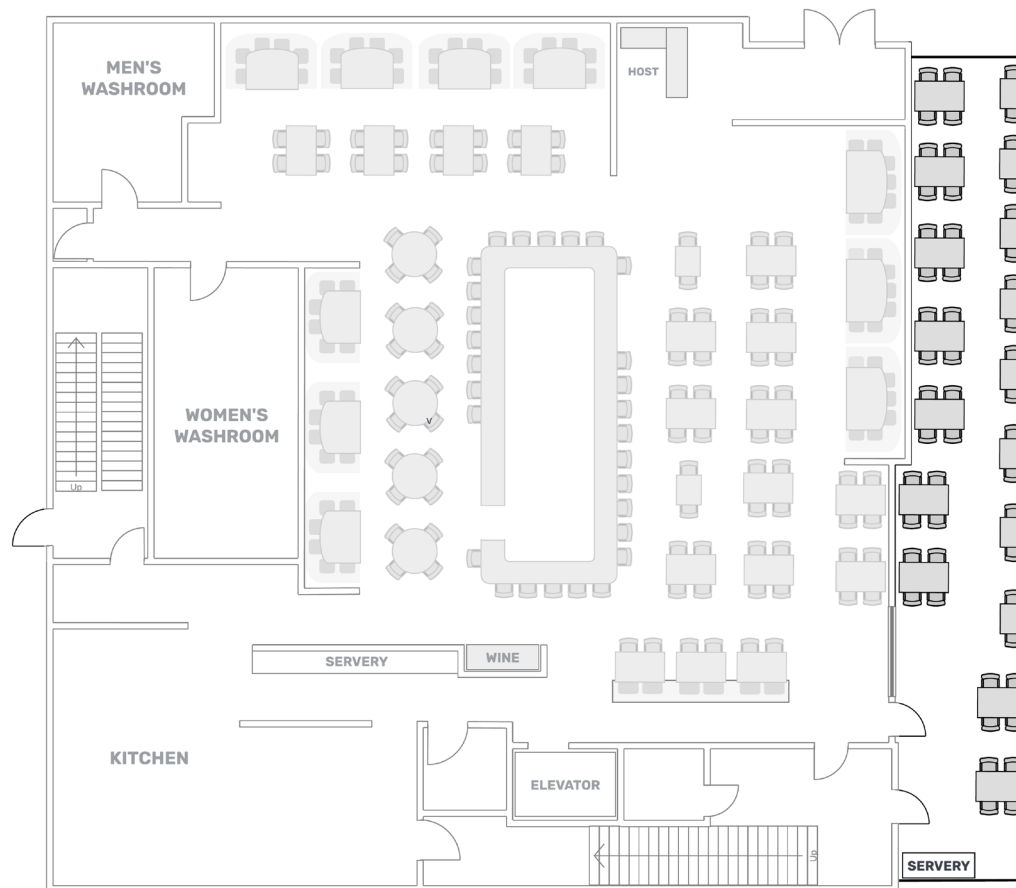 MEN'S
WASHROOM
HOST
V
WOMEN'S
WASHROOM
Up
SERVERY
WINE
KITCHEN
ELEVATOR
Up
SERVERY